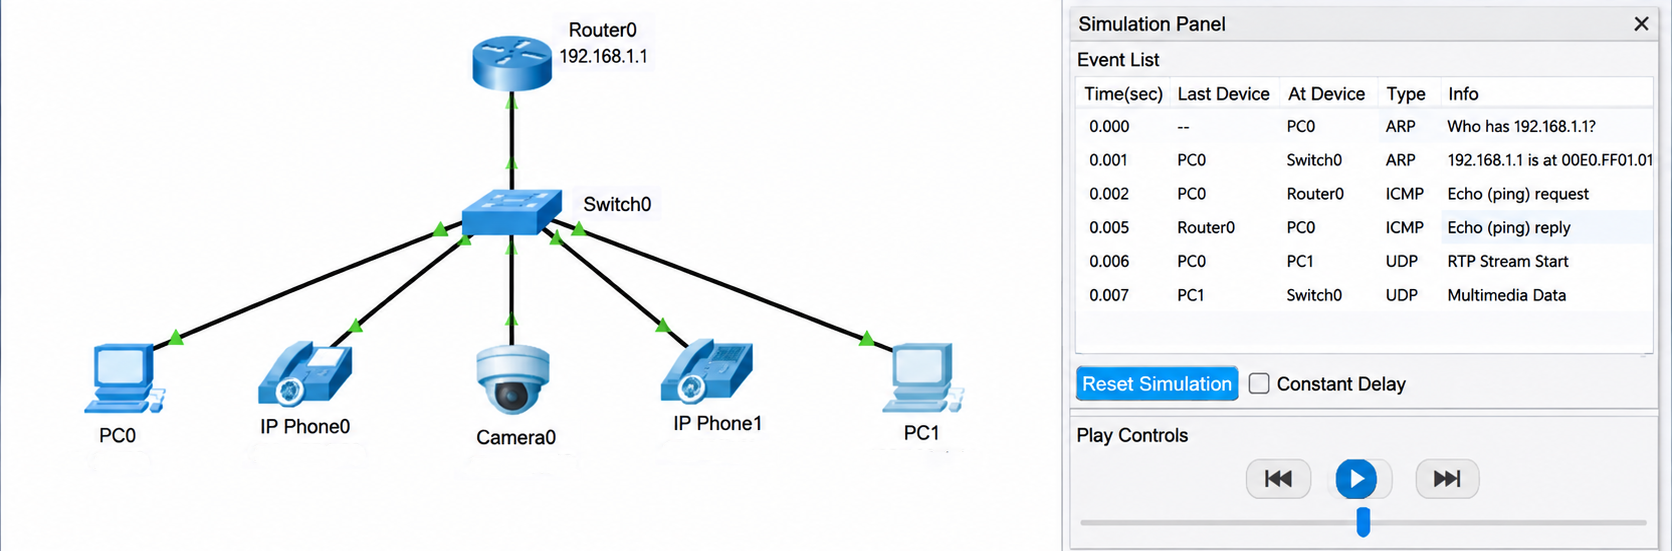 Router0
192.168.1.1
Switch0
PC0
IP Phone0
Camera0
IP Phone1
PC1
Simulation Panel
Event List
Time(sec) Last Device At Device Type Info
0.000 -- PC0 ARP Who has 192.168.1.1?
0.001 PC0 Switch0 ARP 192.168.1.1 is at 00E0.FF01.01
0.002 PC0 Router0 ICMP Echo (ping) request
0.005 Router0 PC0 ICMP Echo (ping) reply
0.006 PC0 PC1 UDP RTP Stream Start
0.007 PC1 Switch0 UDP Multimedia Data
Reset Simulation Constant Delay
Play Controls